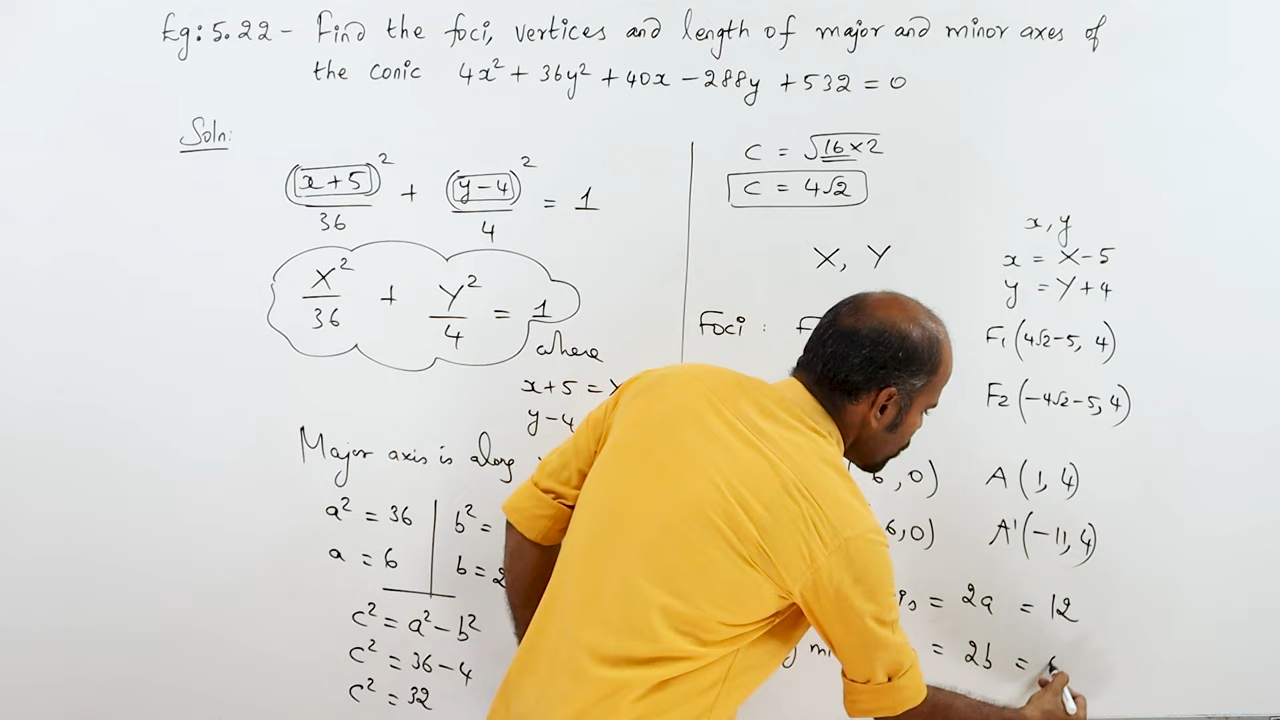 Eg: 5.22 - Find the foci, vertices and length of major and minor axes of
the conic 4x² + 36y² + 40x - 288y + 532 = 0
Soln:
(x+5)²/36 + (y-4)²/4 = 1
X²/36 + Y²/4 = 1
where
x+5 =
y-4
Major axis is along
a² = 36
a = 6
b² =
b = 2
c² = a² - b²
c² = 36 - 4
c² = 32
c = √16×2
c = 4√2
X, Y
x, y
x = X-5
y = Y+4
Foci :
F₁ (4√2-5, 4)
F₂ (-4√2-5, 4)
6, 0) A (1, 4)
6, 0) A' (-11, 4)
= 2a = 12
= 2b =